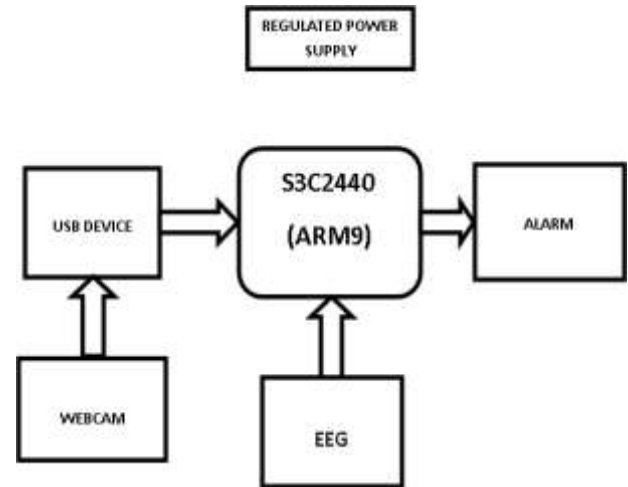 REGULATED POWER
SUPPLY
S3C2440
(ARM9)
USB DEVICE
ALARM
WEBCAM
EEG